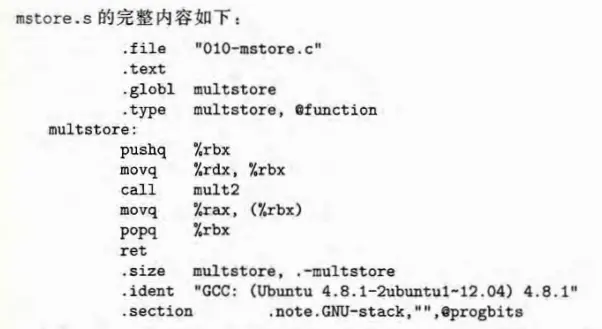 mstore.s 的完整内容如下：
.file "010-mstore.c"
.text
.globl multstore
.type multstore, @function
multstore:
pushq %rbx
movq %rdx, %rbx
call mult2
movq %rax, (%rbx)
popq %rbx
ret
.size multstore, .-multstore
.ident "GCC: (Ubuntu 4.8.1-2ubuntu1~12.04) 4.8.1"
.section .note.GNU-stack,"",@progbits